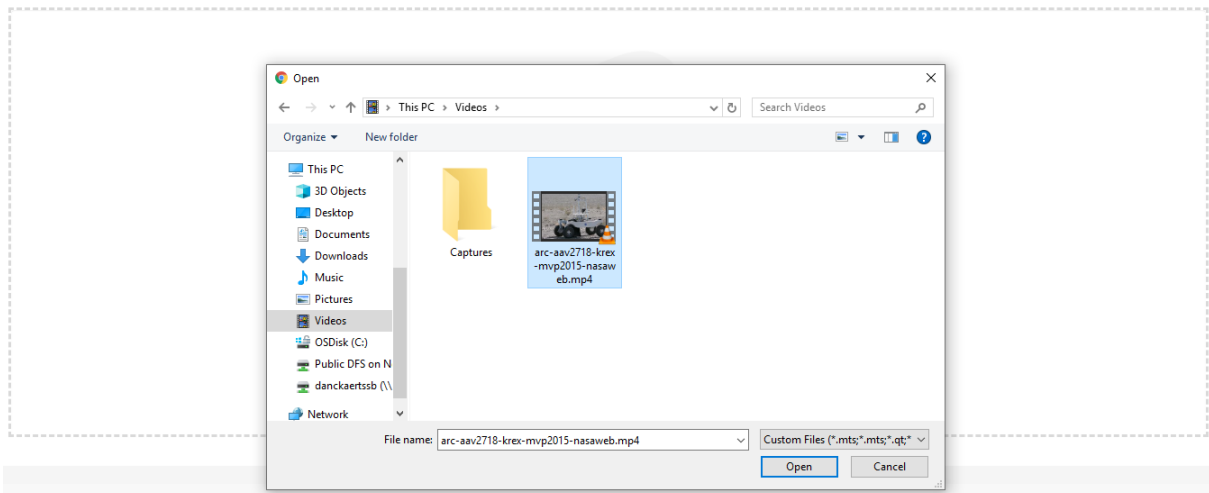 Open
This PC > Videos >
Search Videos
Organize
New folder
This PC
3D Objects
Desktop
Documents
Downloads
Music
Pictures
Videos
OSDisk (C:)
Public DFS on N
danckaertssb (\\
Network
Captures
arc-aav2718-krex
-mvp2015-nasaw
eb.mp4
File name: arc-aav2718-krex-mvp2015-nasaweb.mp4
Custom Files (*.mts;*.mts;*.qt;*
Open
Cancel